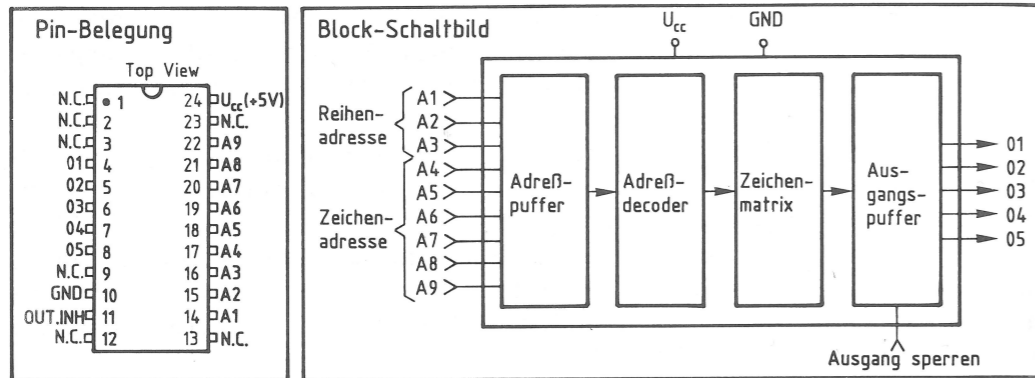 Pin-Belegung
Top View
N.C. 1 24 Ucc(+5V)
N.C. 2 23 N.C.
N.C. 3 22 A9
01 4 21 A8
02 5 20 A7
03 6 19 A6
04 7 18 A5
05 8 17 A4
N.C. 9 16 A3
GND 10 15 A2
OUT.INH 11 14 A1
N.C. 12 13 N.C.
Block-Schaltbild
Ucc GND
Reihen-
adresse
Zeichen-
adresse
A1
A2
A3
A4
A5
A6
A7
A8
A9
Adreß-
puffer
Adreß-
decoder
Zeichen-
matrix
Aus-
gangs-
puffer
01
02
03
04
05
Ausgang sperren